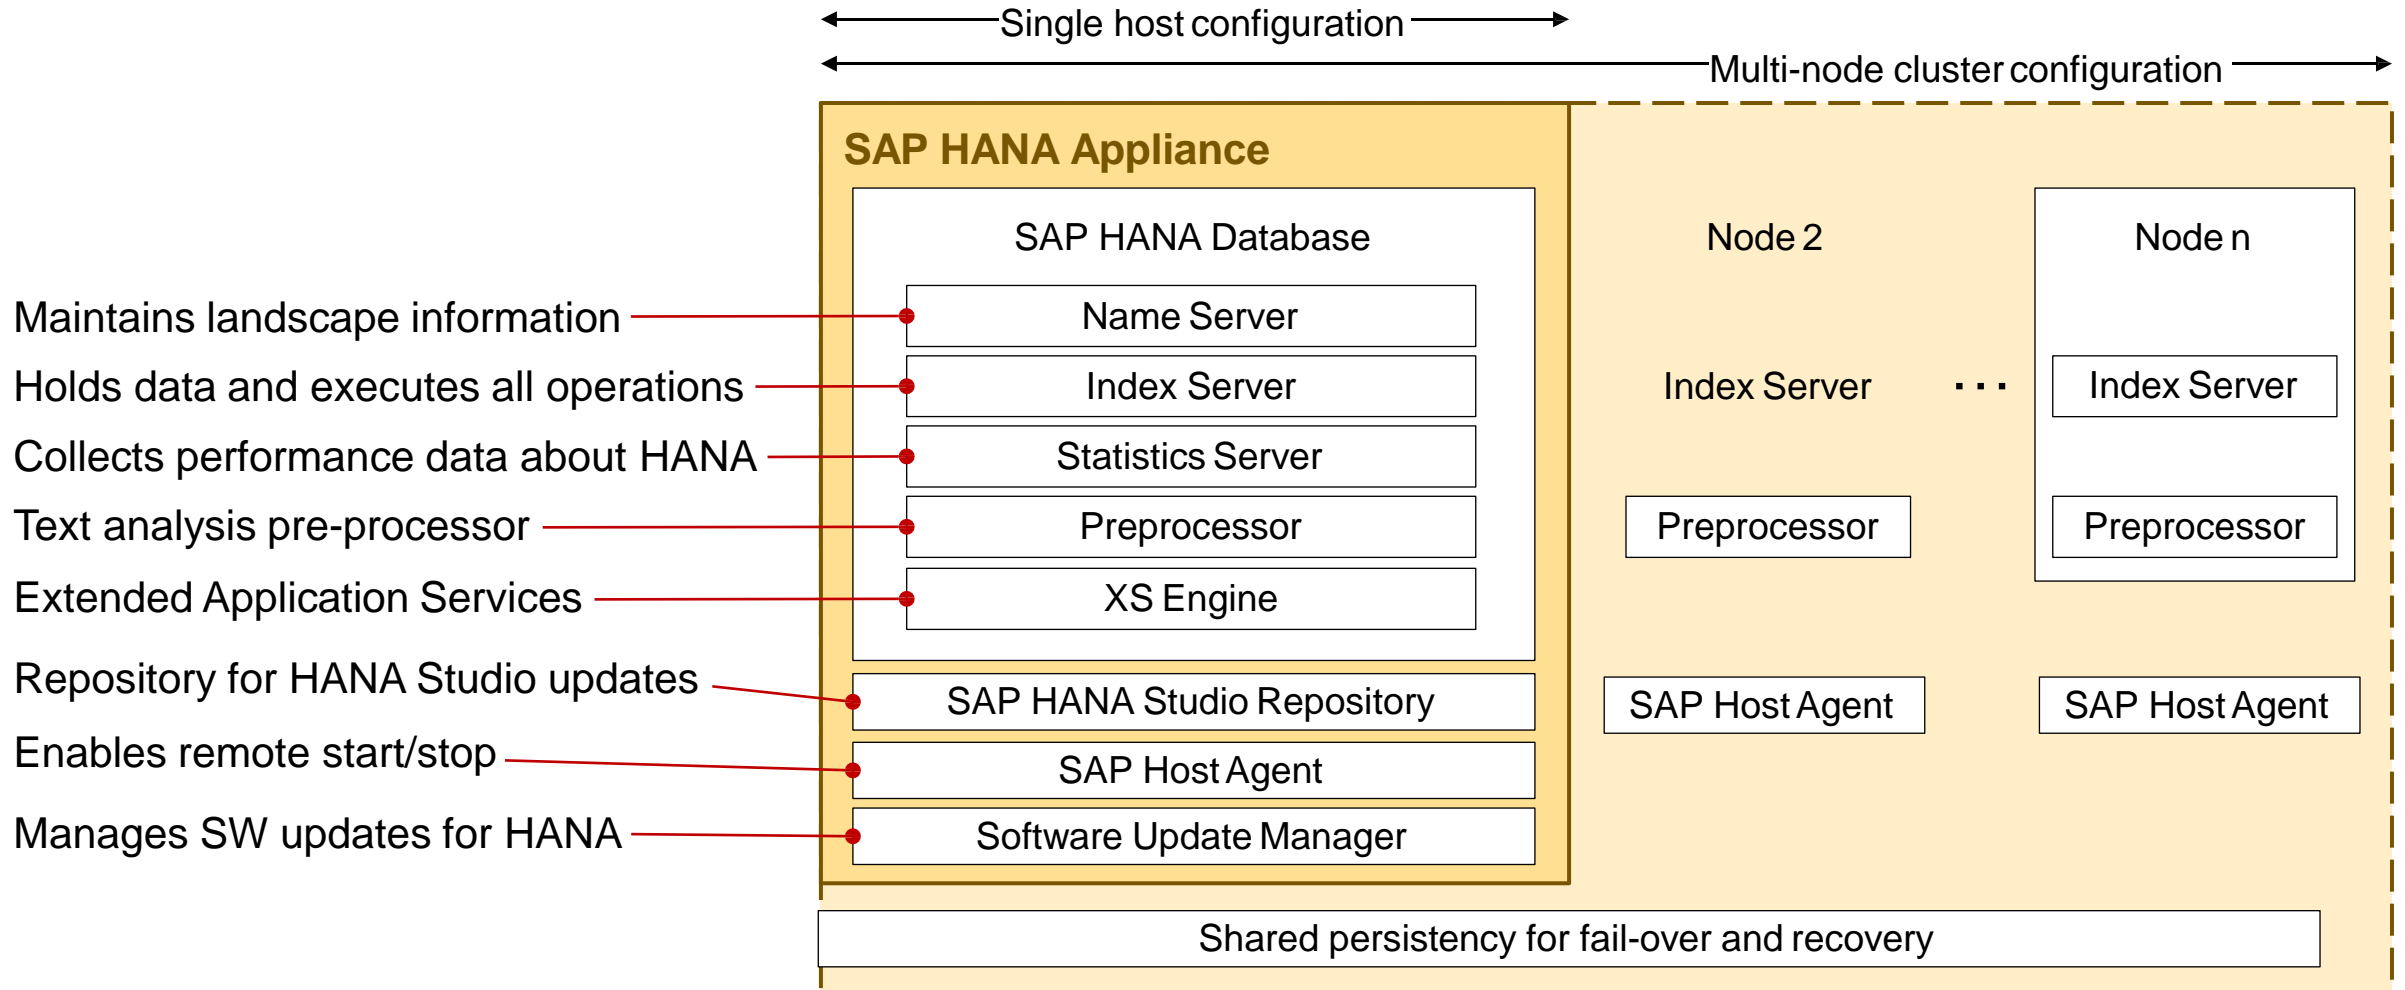 Single host configuration
Multi-node cluster configuration
SAP HANA Appliance
SAP HANA Database
Node 2
Node n
Maintains landscape information
Name Server
Holds data and executes all operations
Index Server
Index Server
...
Index Server
Collects performance data about HANA
Statistics Server
Text analysis pre-processor
Preprocessor
Preprocessor
Preprocessor
Extended Application Services
XS Engine
Repository for HANA Studio updates
SAP HANA Studio Repository
SAP Host Agent
SAP Host Agent
Enables remote start/stop
SAP Host Agent
Manages SW updates for HANA
Software Update Manager
Shared persistency for fail-over and recovery